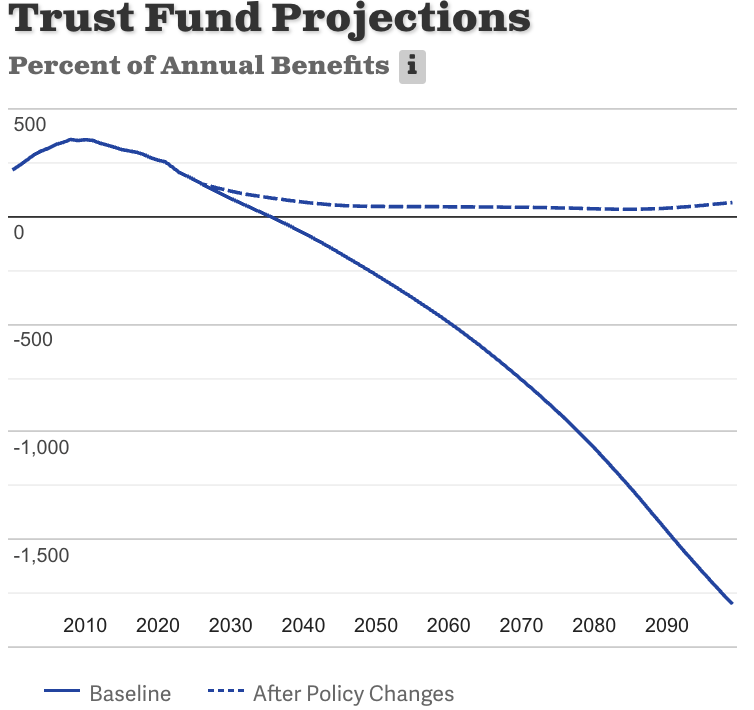 Trust Fund Projections
Percent of Annual Benefits i
500
0
-500
-1,000
-1,500
2010 2020 2030 2040 2050 2060 2070 2080 2090
Baseline After Policy Changes